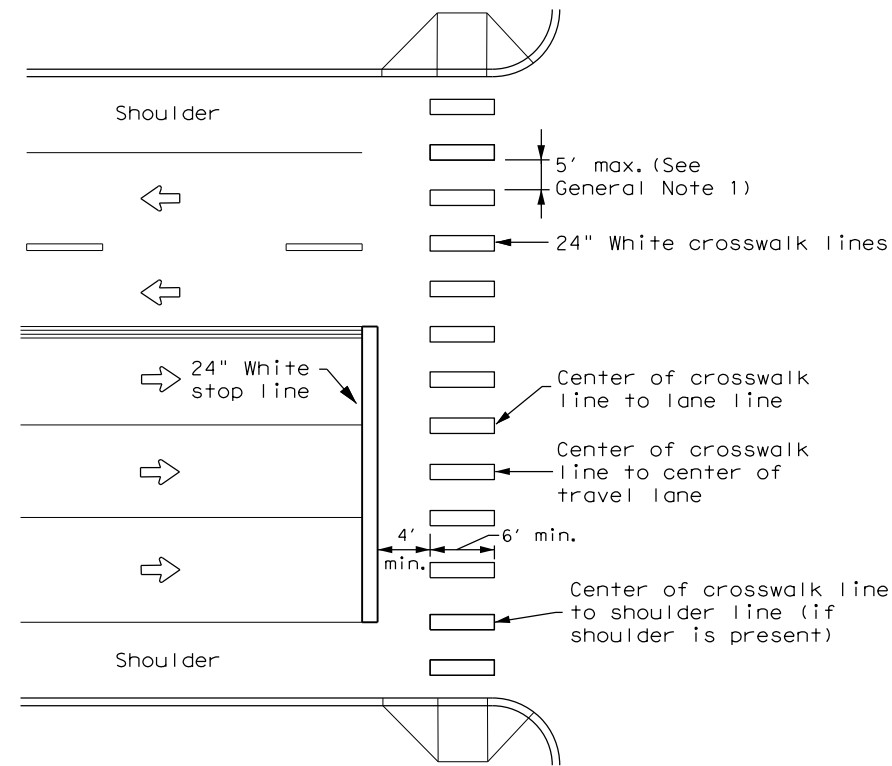 Shoulder
5' max. (See
General Note 1)
24" White crosswalk lines
24" White
stop line
Center of crosswalk
line to lane line
Center of crosswalk
line to center of
travel lane
4'
min.
6' min.
Center of crosswalk line
to shoulder line (if
shoulder is present)
Shoulder